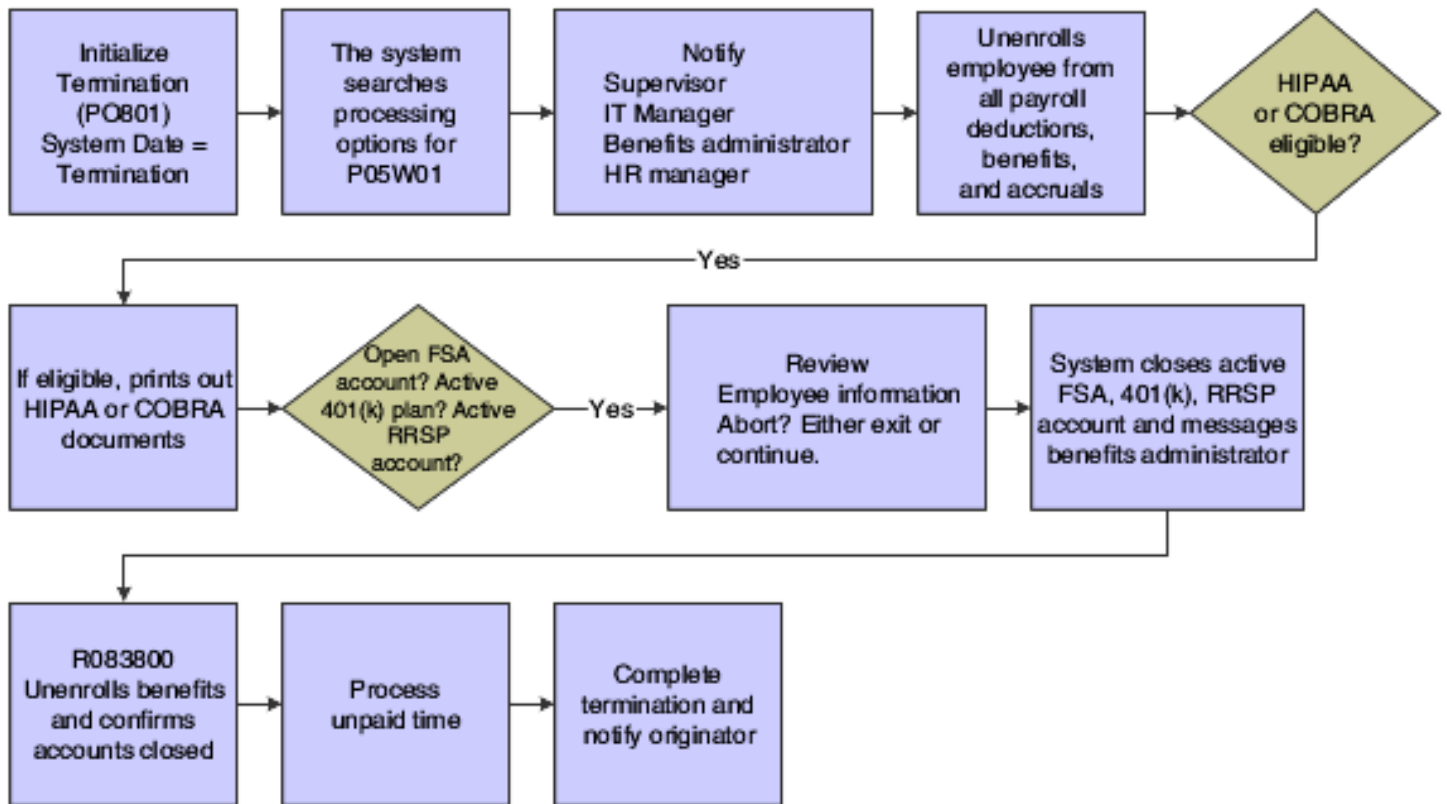 Initialize
Termination
(PO801)
System Date =
Termination
The system
searches
processing
options for
P05W01
Notify
Supervisor
IT Manager
Benefits administrator
HR manager
Unenrolls
employee from
all payroll
deductions,
benefits,
and accruals
HIPAA
or COBRA
eligible?
Yes
If eligible, prints out
HIPAA or COBRA
documents
Open FSA
account? Active
401(k) plan? Active
RRSP
account?
Yes
Review
Employee information
Abort? Either exit or
continue.
System closes active
FSA, 401(k), RRSP
account and messages
benefits administrator
R083800
Unenrolls benefits
and confirms
accounts closed
Process
unpaid time
Complete
termination and
notify originator